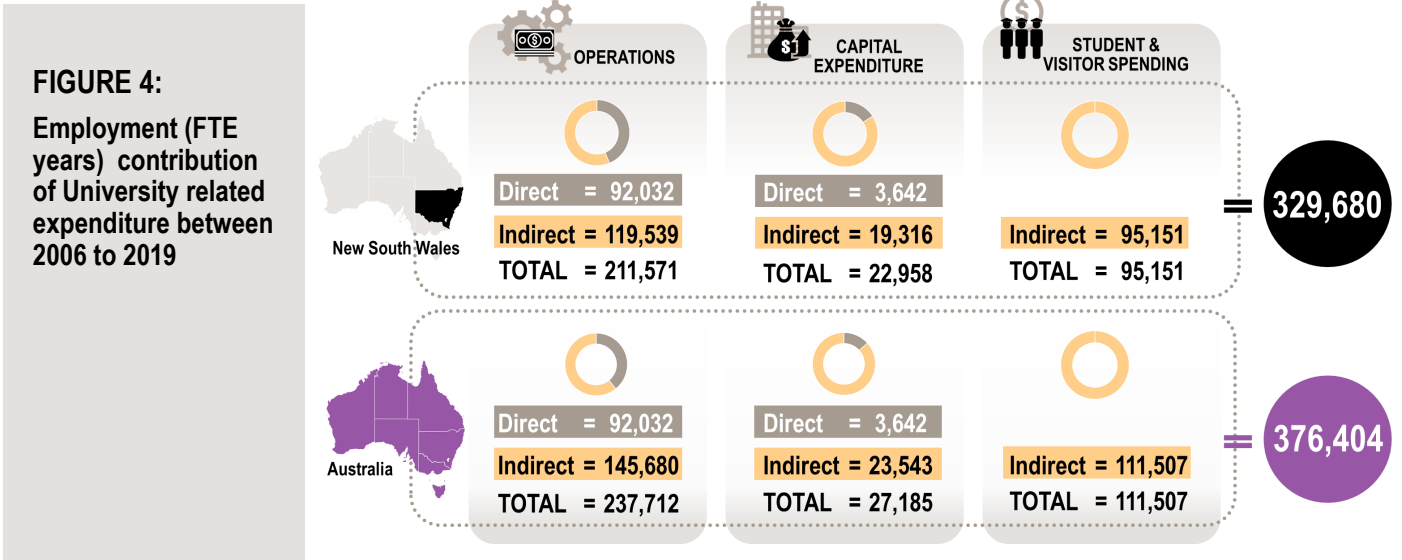 FIGURE 4:
Employment (FTE
years) contribution
of University related
expenditure between
2006 to 2019
OPERATIONS
CAPITAL
EXPENDITURE
STUDENT &
VISITOR SPENDING
New South Wales
Direct = 92,032
Indirect = 119,539
TOTAL = 211,571
Direct = 3,642
Indirect = 19,316
TOTAL = 22,958
Indirect = 95,151
TOTAL = 95,151
= 329,680
Australia
Direct = 92,032
Indirect = 145,680
TOTAL = 237,712
Direct = 3,642
Indirect = 23,543
TOTAL = 27,185
Indirect = 111,507
TOTAL = 111,507
= 376,404